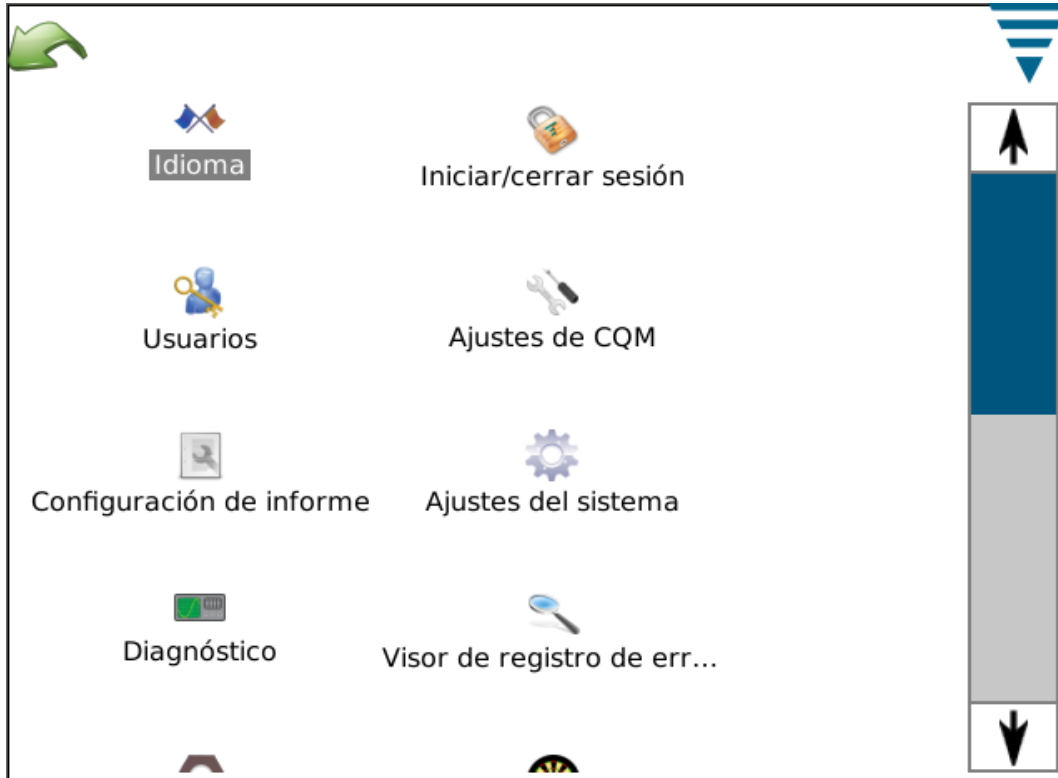 Idioma
Iniciar/cerrar sesión
Usuarios
Ajustes de CQM
Configuración de informe
Ajustes del sistema
Diagnóstico
Visor de registro de err...